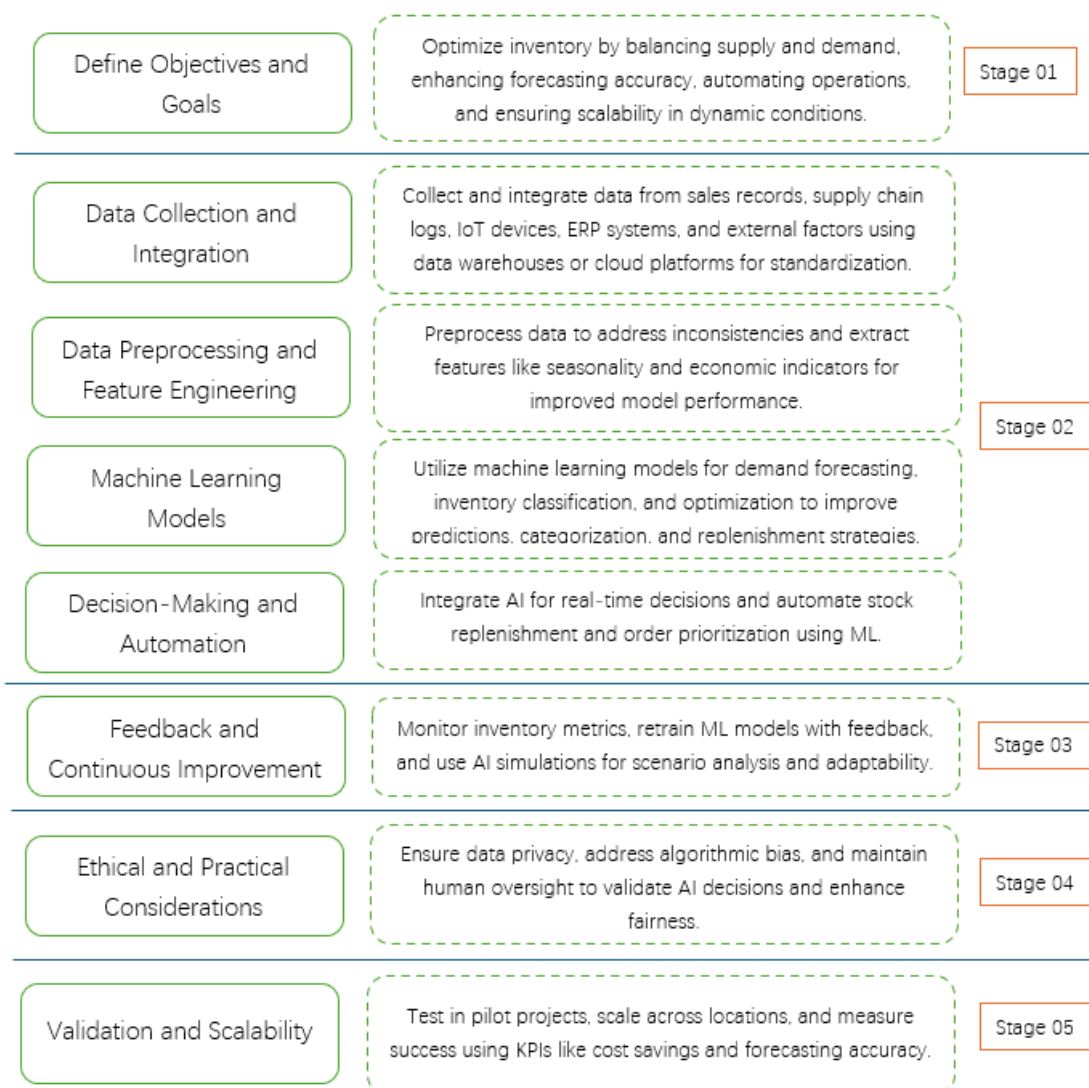 Define Objectives and
Goals
Optimize inventory by balancing supply and demand,
enhancing forecasting accuracy, automating operations,
and ensuring scalability in dynamic conditions.
Stage 01
Data Collection and
Integration
Collect and integrate data from sales records, supply chain
logs, IoT devices, ERP systems, and external factors using
data warehouses or cloud platforms for standardization.
Data Preprocessing and
Feature Engineering
Preprocess data to address inconsistencies and extract
features like seasonality and economic indicators for
improved model performance.
Stage 02
Machine Learning
Models
Utilize machine learning models for demand forecasting,
inventory classification, and optimization to improve
predictions, categorization, and replenishment strategies.
Decision-Making and
Automation
Integrate AI for real-time decisions and automate stock
replenishment and order prioritization using ML.
Feedback and
Continuous Improvement
Monitor inventory metrics, retrain ML models with feedback,
and use AI simulations for scenario analysis and adaptability.
Stage 03
Ethical and Practical
Considerations
Ensure data privacy, address algorithmic bias, and maintain
human oversight to validate AI decisions and enhance
fairness.
Stage 04
Validation and Scalability
Test in pilot projects, scale across locations, and measure
success using KPIs like cost savings and forecasting accuracy.
Stage 05